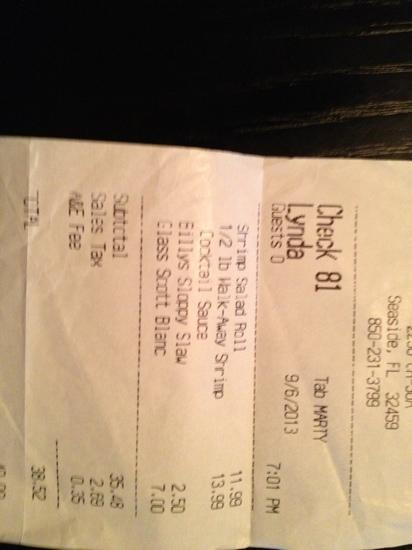 Seaside, FL 32459
850-231-3799
Check 81 Tab MARTY
Lynda 9/6/2013 7:01 PM
Guests 0
Shrimp Salad Roll 11.99
1/2 lb Walk-Away Shrimp 13.99
Cocktail Sauce
Billys Sloppy Slaw 2.50
Glass Scott Blanc 7.00
Subtotal 35.48
Sales Tax 2.69
A&E Fee 0.35
TOTAL 38.52